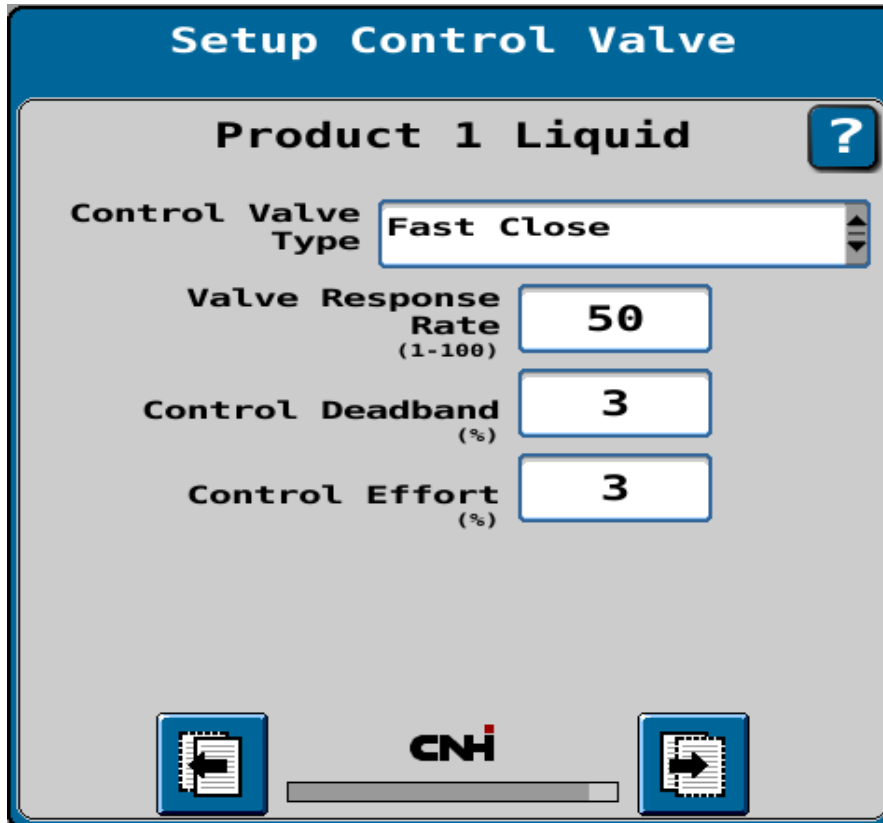 Setup Control Valve
Product 1 Liquid
?
Control Valve
Type
Fast Close
Valve Response
Rate
(1-100)
50
Control Deadband
(%)
3
Control Effort
(%)
3
CNH